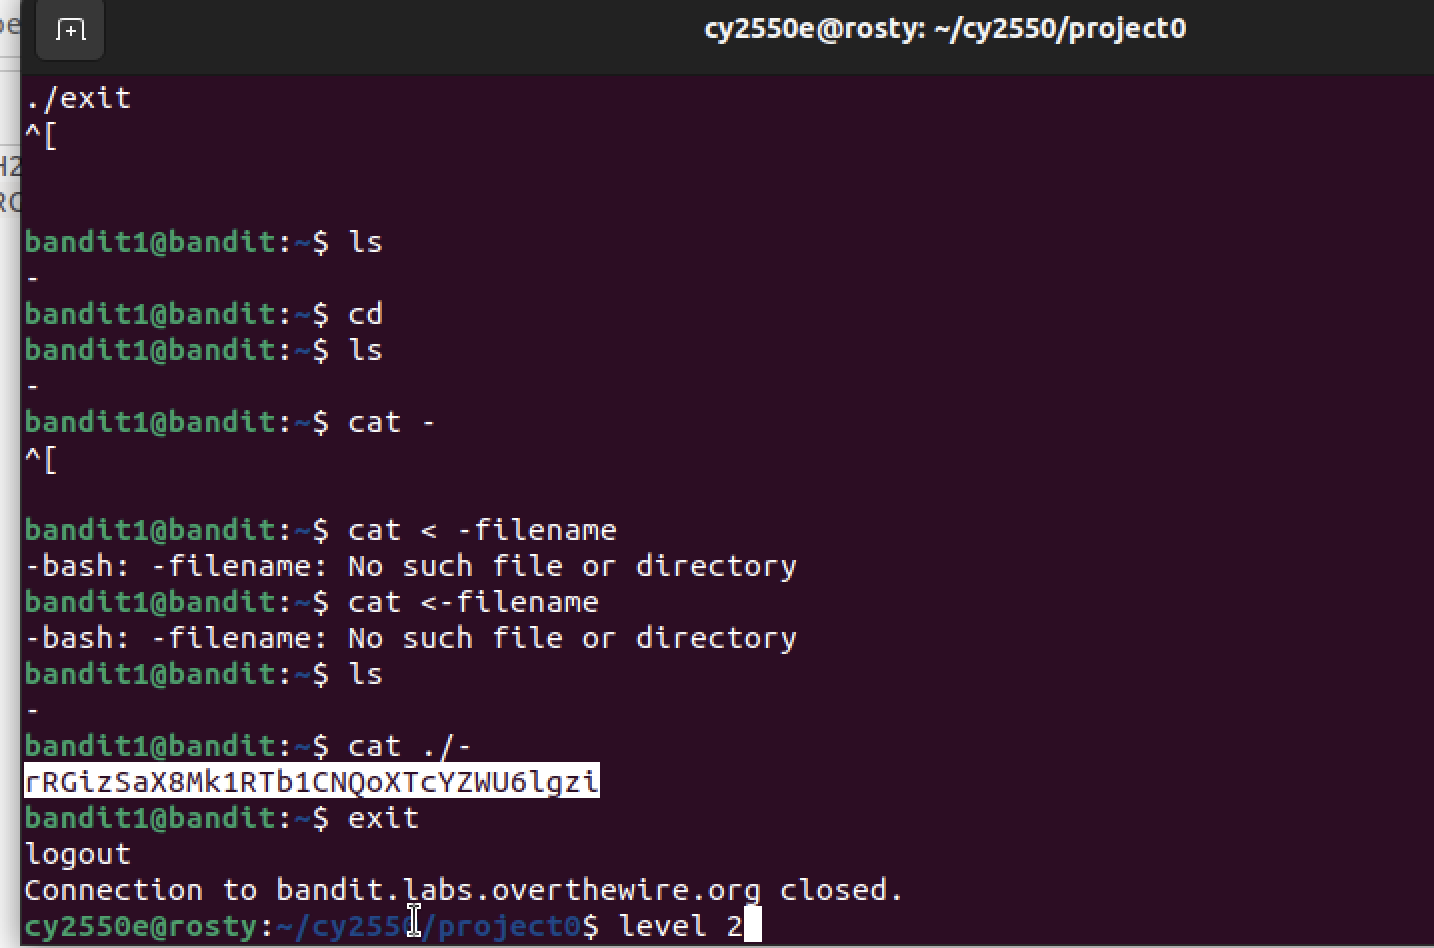 cy2550e@rosty: ~/cy2550/project0
./exit
^[
bandit1@bandit:~$ ls
-
bandit1@bandit:~$ cd
bandit1@bandit:~$ ls
-
bandit1@bandit:~$ cat -
^[
bandit1@bandit:~$ cat < -filename
-bash: -filename: No such file or directory
bandit1@bandit:~$ cat <-filename
-bash: -filename: No such file or directory
bandit1@bandit:~$ ls
-
bandit1@bandit:~$ cat ./-
rRGizSaX8Mk1RTb1CNQoXTcYZWU6lgzi
bandit1@bandit:~$ exit
logout
Connection to bandit.labs.overthewire.org closed.
cy2550e@rosty:~/cy2550/project0$ level 2